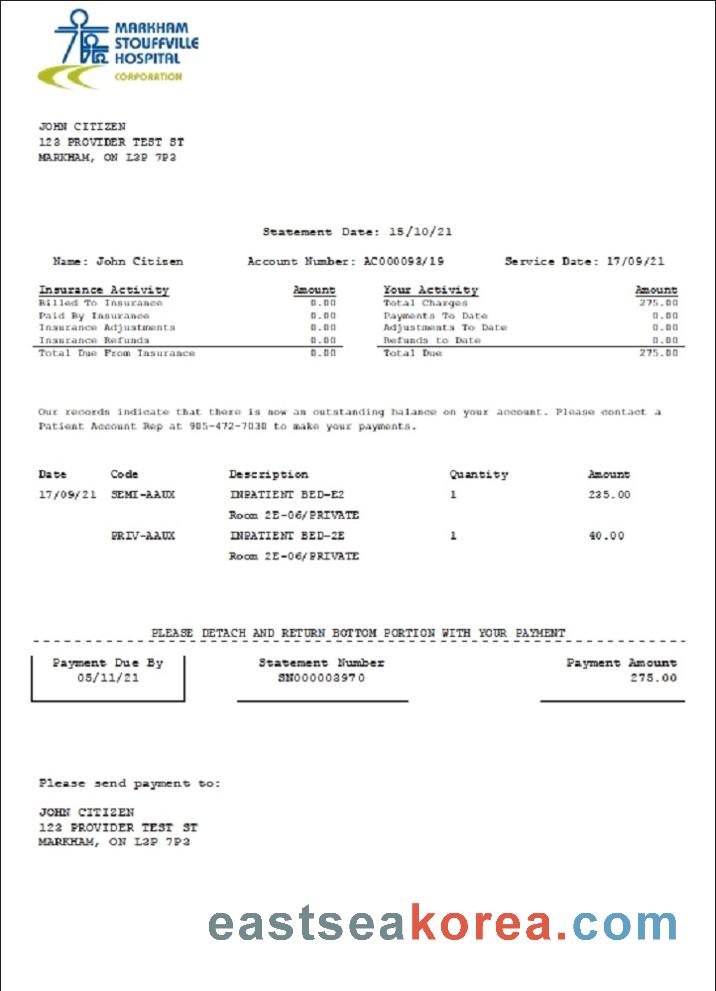 MARKHAM
STOUFFVILLE
HOSPITAL
CORPORATION
JOHN CITIZEN
123 PROVIDER TEST ST
MARKHAM, ON L3P 7P3
Statement Date: 15/10/21
Name: John Citizen Account Number: AC000093/19 Service Date: 17/09/21
Insurance Activity Amount Your Activity Amount
Billed To Insurance 0.00 Total Charges 275.00
Paid By Insurance 0.00 Payments To Date 0.00
Insurance Adjustments 0.00 Adjustments To Date 0.00
Insurance Refunds 0.00 Refunds to Date 0.00
Total Due From Insurance 0.00 Total Due 275.00
Our records indicate that there is now an outstanding balance on your account. Please contact a
Patient Account Rep at 905-472-7030 to make your payments.
Date Code Description Quantity Amount
17/09/21 SEMI-AAUX INPATIENT BED-E2 1 235.00
Room 2E-06/PRIVATE
PRIV-AAUX INPATIENT BED-2E 1 40.00
Room 2E-06/PRIVATE
PLEASE DETACH AND RETURN BOTTOM PORTION WITH YOUR PAYMENT
Payment Due By Statement Number Payment Amount
05/11/21 SN000003970 275.00
Please send payment to:
JOHN CITIZEN
123 PROVIDER TEST ST
MARKHAM, ON L3P 7P3
eastseakorea.com